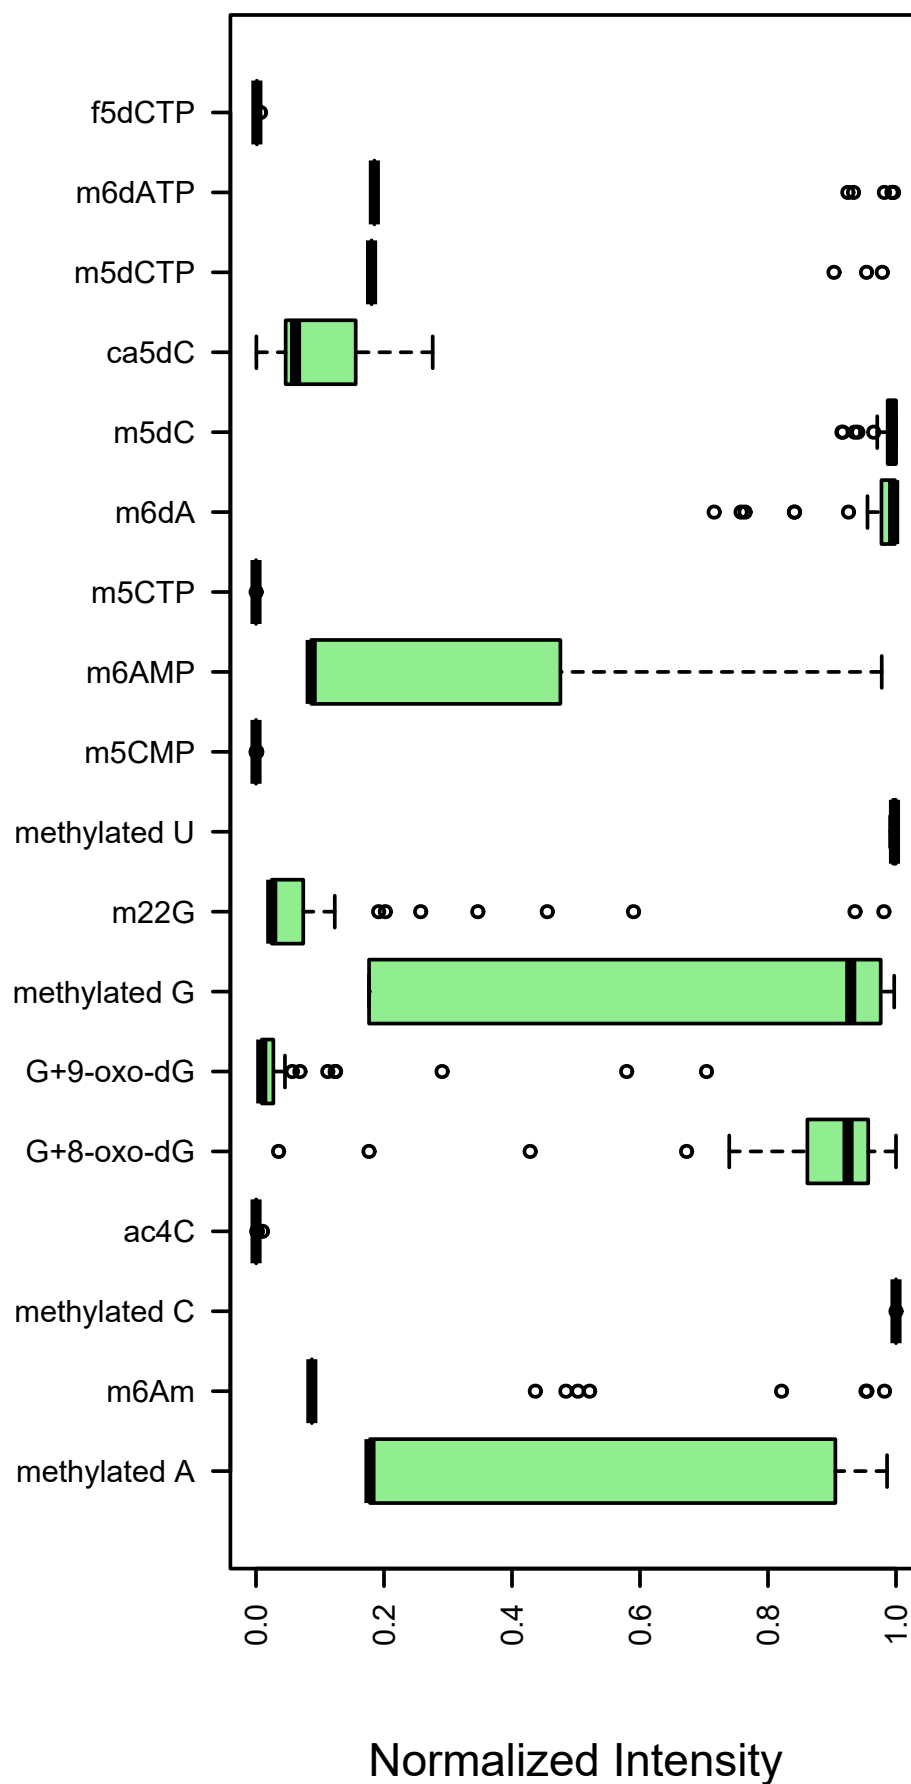 f5dCTP
m6dATP
m5dCTP
ca5dC
m5dC
m6dA
m5CTP
m6AMP
m5CMP
methylated U
m22G
methylated G
G+9-oxo-dG
G+8-oxo-dG
ac4C
methylated C
m6Am
methylated A
0.0 0.2 0.4 0.6 0.8 1.0
Normalized Intensity